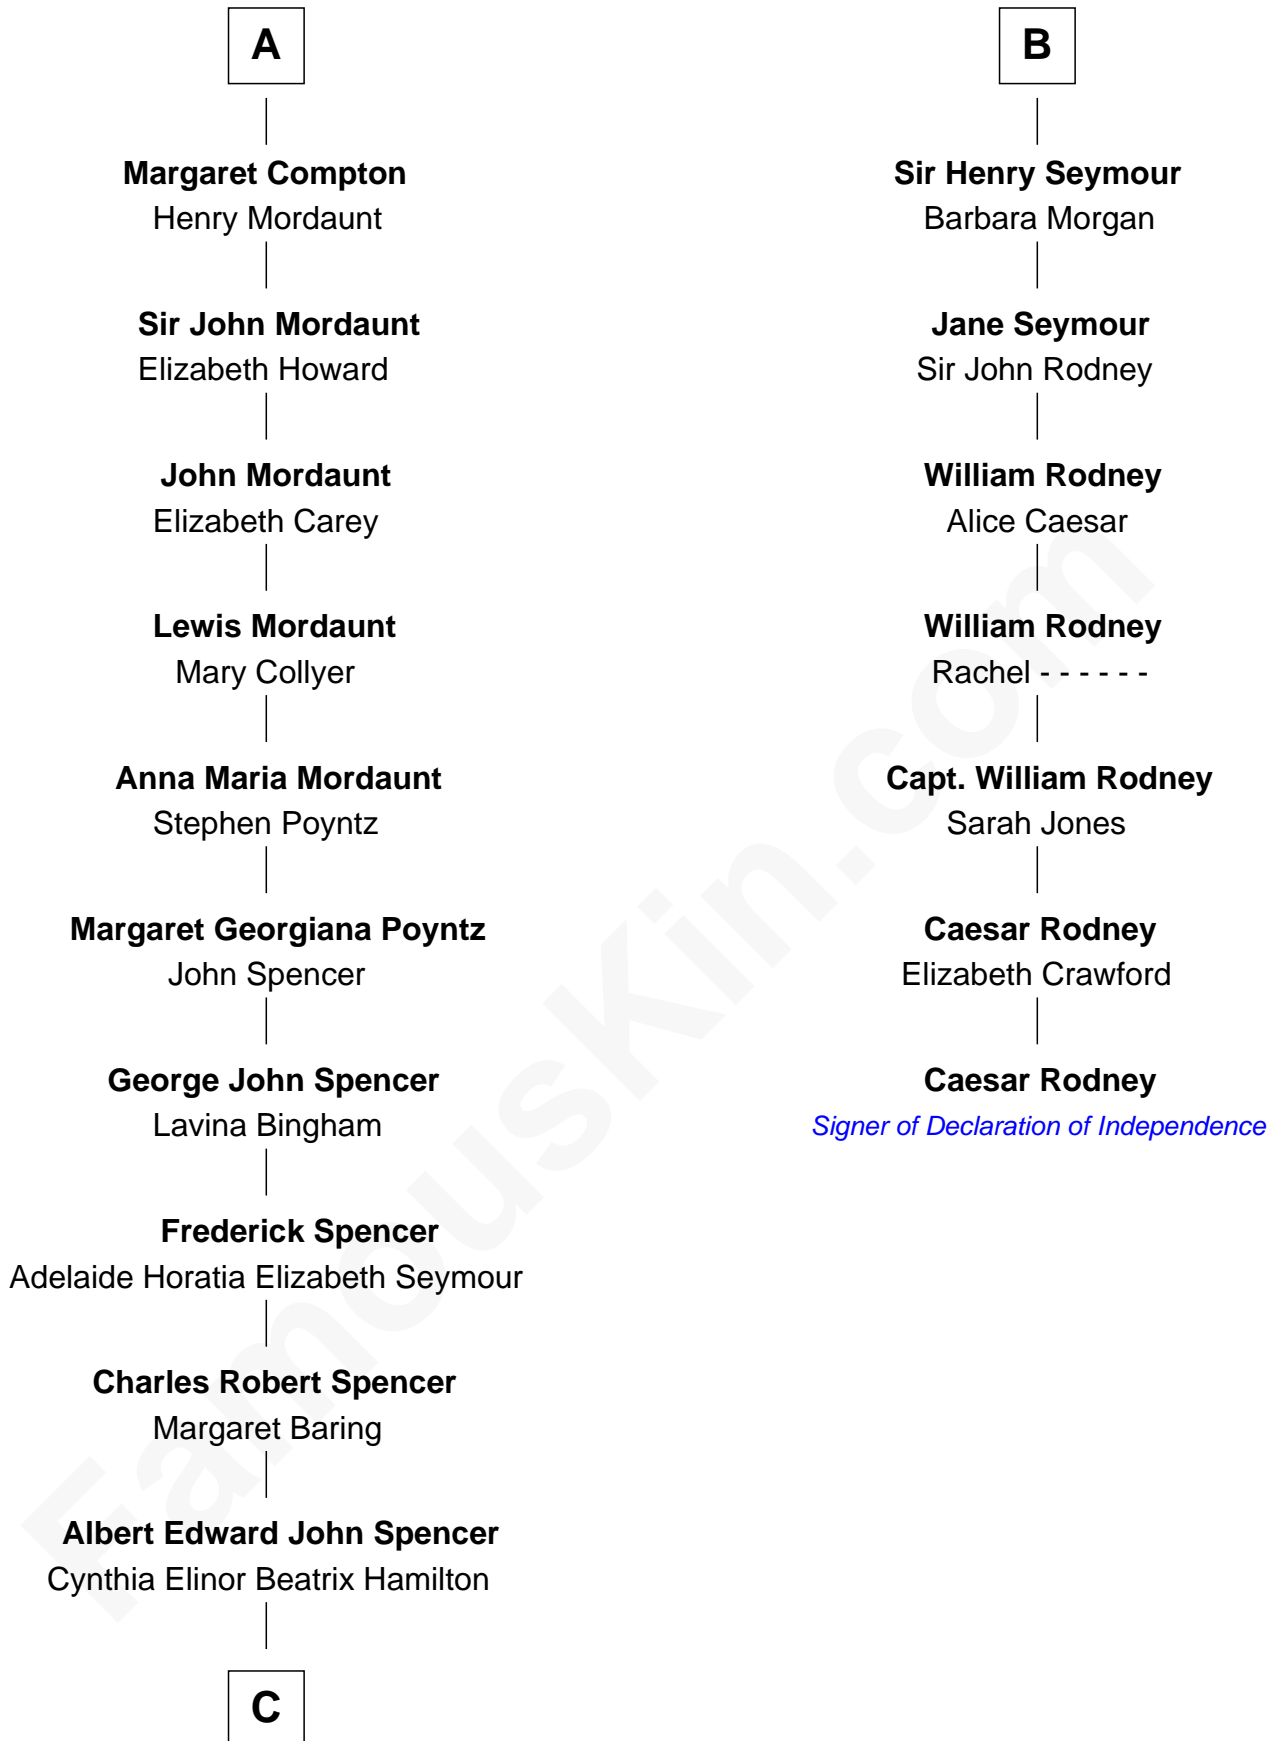 A
Margaret Compton
Henry Mordaunt
Sir John Mordaunt
Elizabeth Howard
John Mordaunt
Elizabeth Carey
Lewis Mordaunt
Mary Collyer
Anna Maria Mordaunt
Stephen Poyntz
Margaret Georgiana Poyntz
John Spencer
George John Spencer
Lavina Bingham
Frederick Spencer
Adelaide Horatia Elizabeth Seymour
Charles Robert Spencer
Margaret Baring
Albert Edward John Spencer
Cynthia Elinor Beatrix Hamilton
C
B
Sir Henry Seymour
Barbara Morgan
Jane Seymour
Sir John Rodney
William Rodney
Alice Caesar
William Rodney
Rachel - - - - - -
Capt. William Rodney
Sarah Jones
Caesar Rodney
Elizabeth Crawford
Caesar Rodney
Signer of Declaration of Independence
FamousKin.com